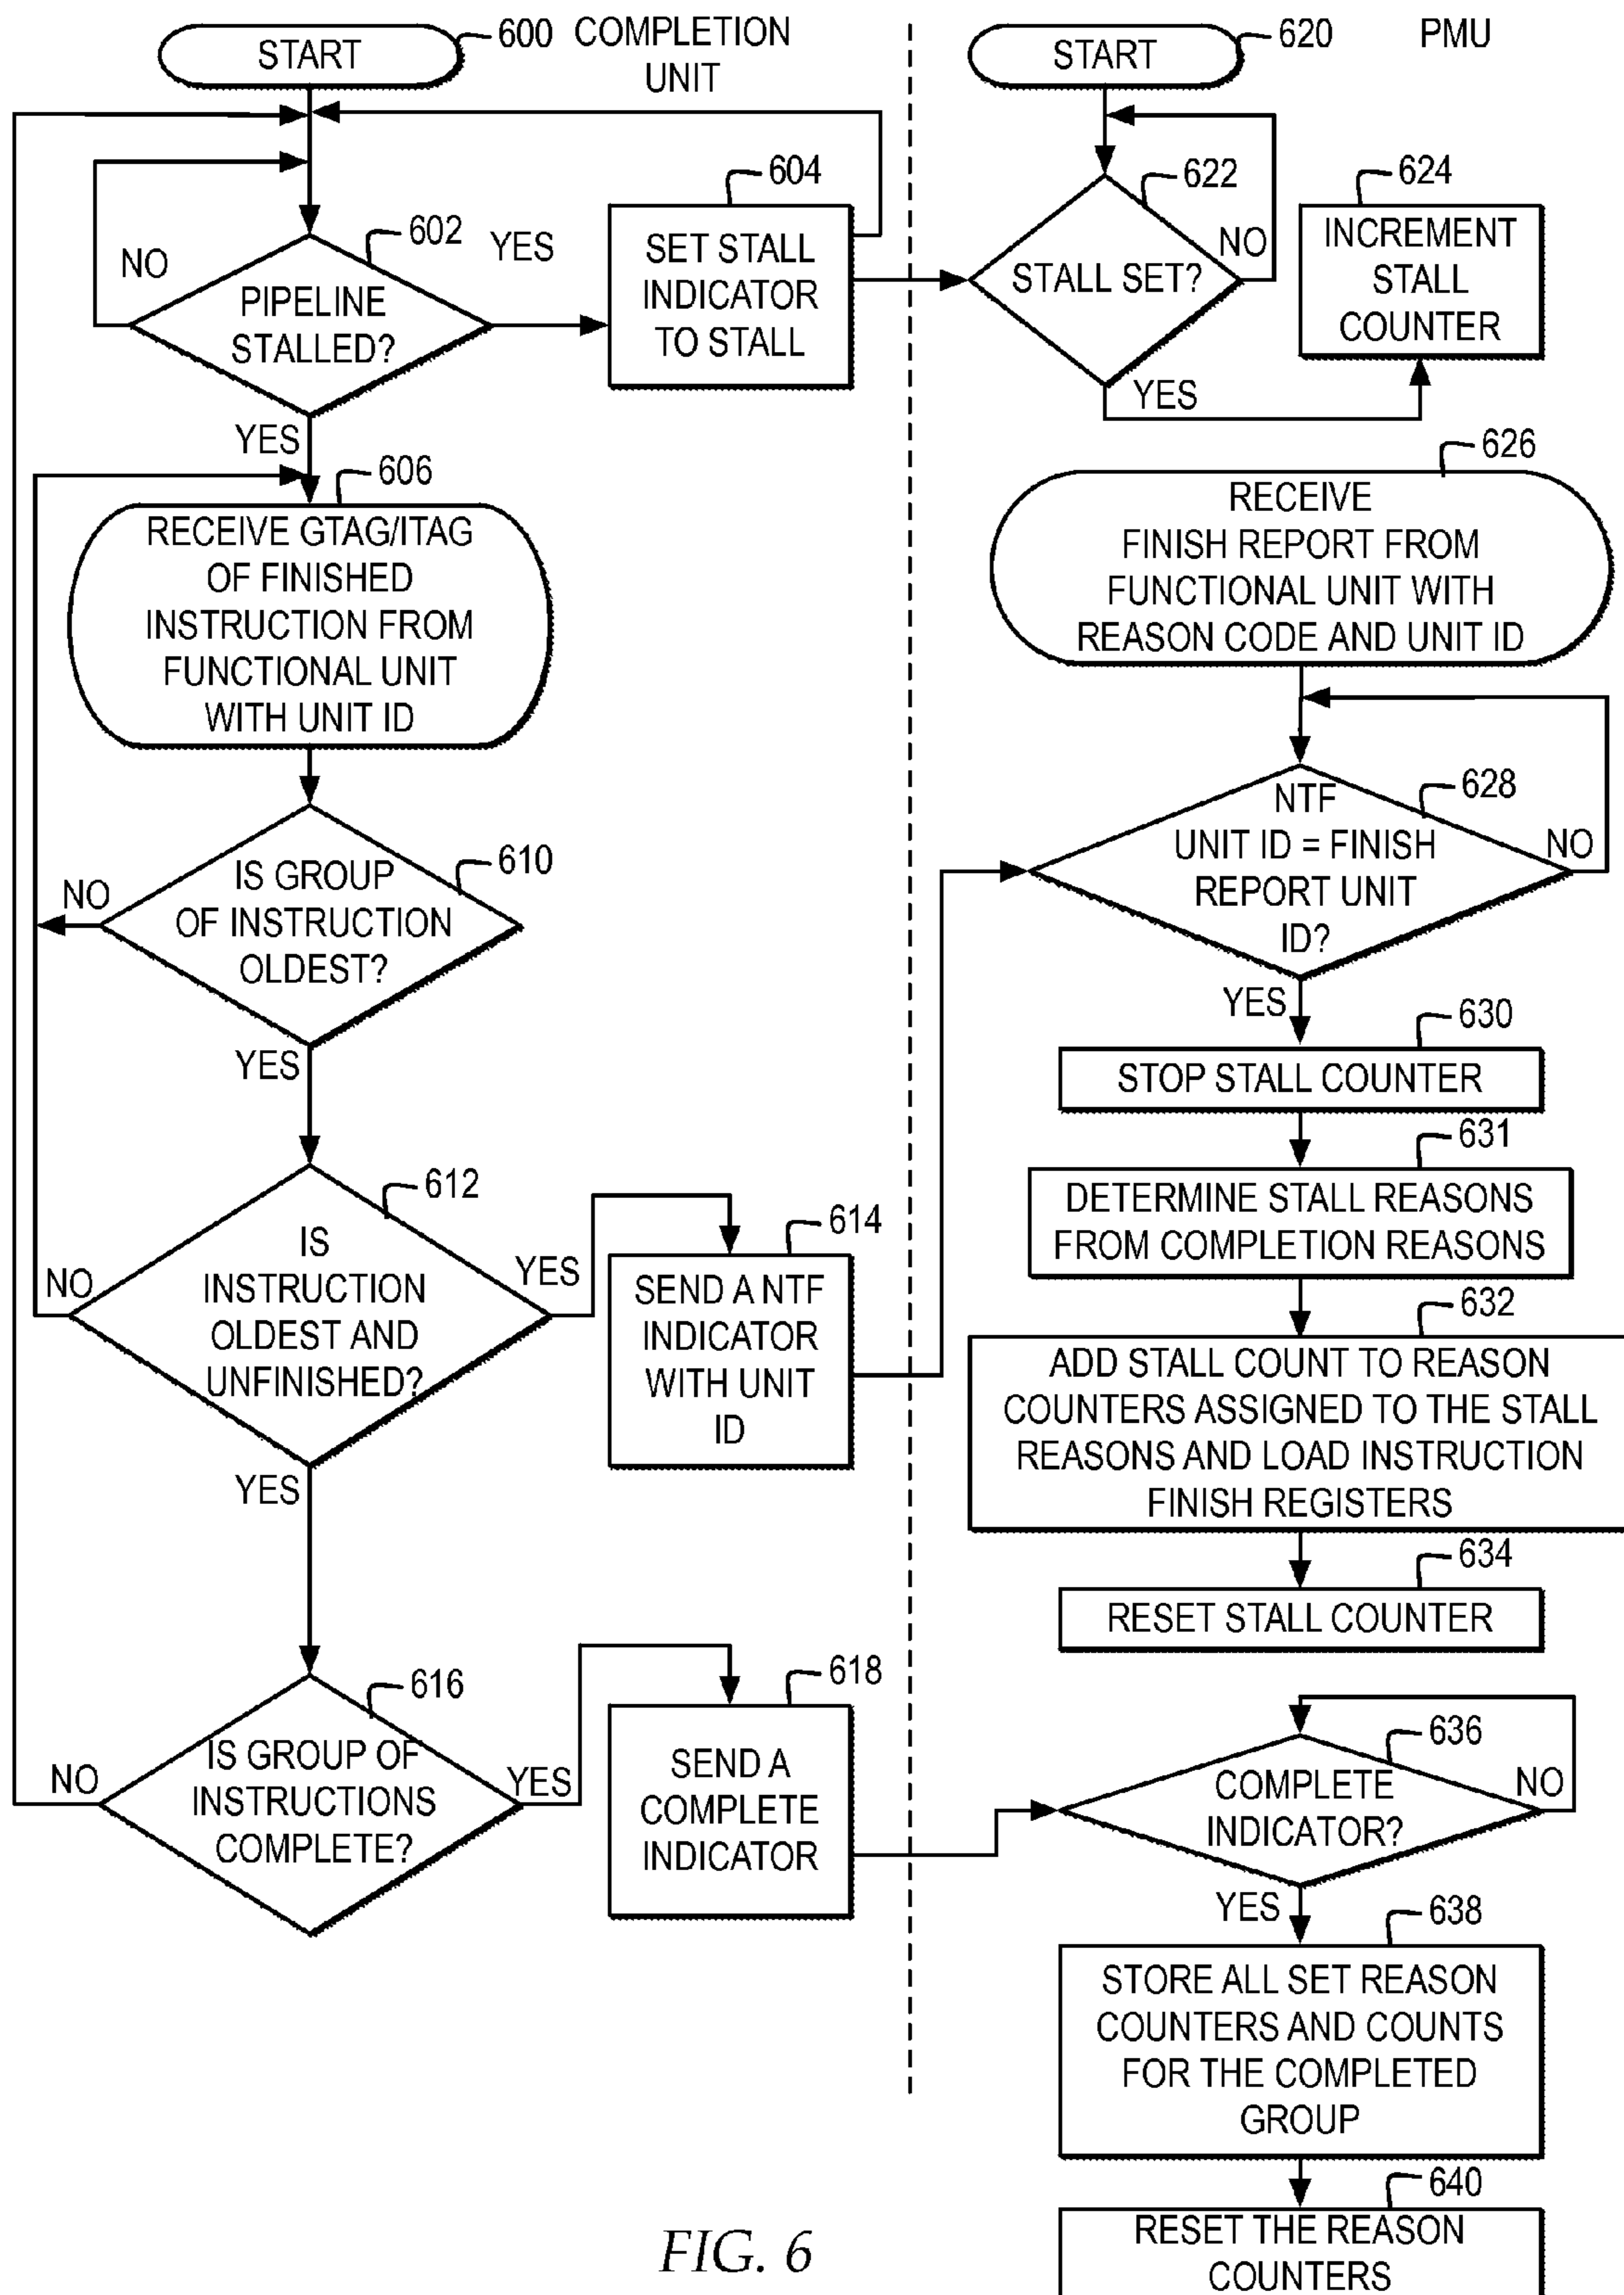 START
600
COMPLETION
UNIT
602
NO
YES
PIPELINE
STALLED?
YES
604
SET STALL
INDICATOR
TO STALL
606
RECEIVE GTAG/ITAG
OF FINISHED
INSTRUCTION FROM
FUNCTIONAL UNIT
WITH UNIT ID
610
NO
IS GROUP
OF INSTRUCTION
OLDEST?
YES
612
IS
INSTRUCTION
OLDEST AND
UNFINISHED?
NO
YES
YES
614
SEND A NTF
INDICATOR
WITH UNIT
ID
616
IS GROUP OF
INSTRUCTIONS
COMPLETE?
NO
YES
618
SEND A
COMPLETE
INDICATOR
START
620
PMU
622
STALL SET?
NO
YES
624
INCREMENT
STALL
COUNTER
626
RECEIVE
FINISH REPORT FROM
FUNCTIONAL UNIT WITH
REASON CODE AND UNIT ID
628
NTF
UNIT ID = FINISH
REPORT UNIT
ID?
NO
YES
630
STOP STALL COUNTER
631
DETERMINE STALL REASONS
FROM COMPLETION REASONS
632
ADD STALL COUNT TO REASON
COUNTERS ASSIGNED TO THE STALL
REASONS AND LOAD INSTRUCTION
FINISH REGISTERS
634
RESET STALL COUNTER
636
COMPLETE
INDICATOR?
NO
YES
638
STORE ALL SET REASON
COUNTERS AND COUNTS
FOR THE COMPLETED
GROUP
640
RESET THE REASON
COUNTERS
FIG. 6